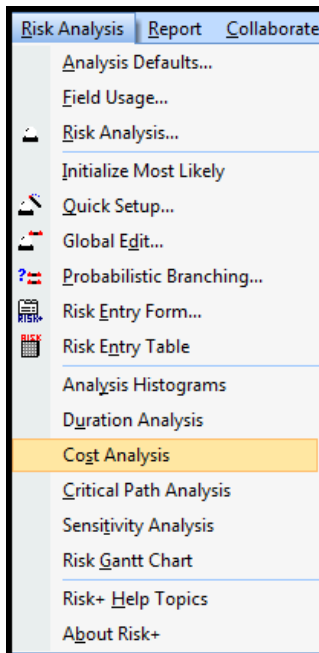 Risk Analysis Report Collaborate
Analysis Defaults...
Field Usage...
Risk Analysis...
Initialize Most Likely
Quick Setup...
Global Edit...
Probabilistic Branching...
Risk Entry Form...
Risk Entry Table
Analysis Histograms
Duration Analysis
Cost Analysis
Critical Path Analysis
Sensitivity Analysis
Risk Gantt Chart
Risk+ Help Topics
About Risk+